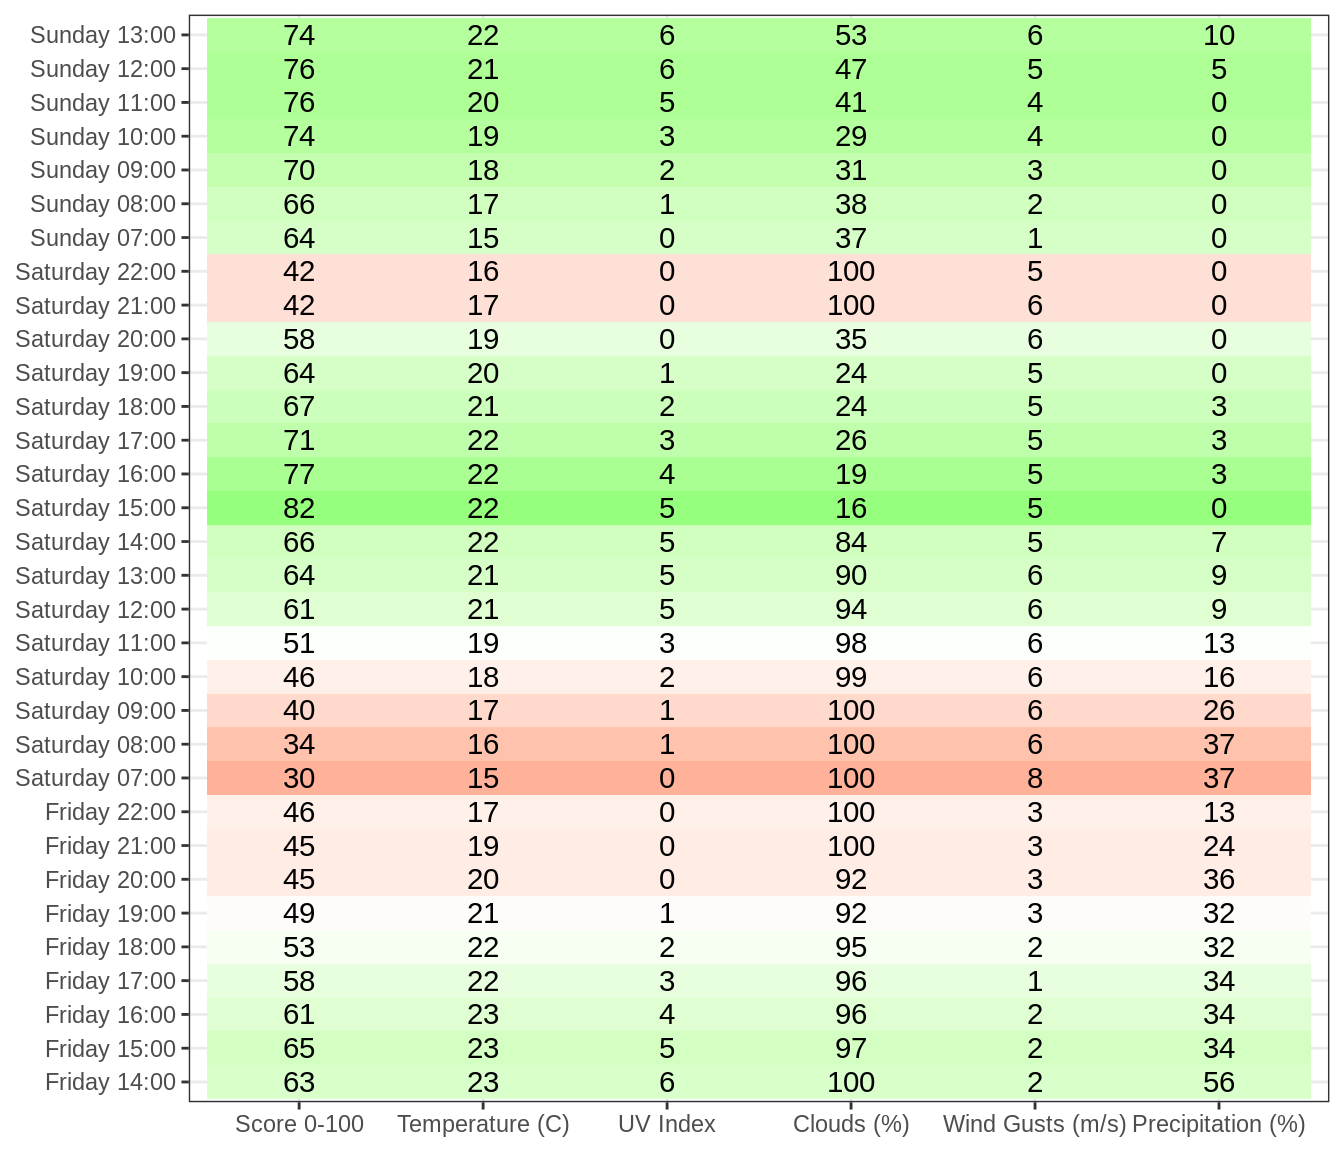 Sunday 13:00 74 22 6 53 6 10
Sunday 12:00 76 21 6 47 5 5
Sunday 11:00 76 20 5 41 4 0
Sunday 10:00 74 19 3 29 4 0
Sunday 09:00 70 18 2 31 3 0
Sunday 08:00 66 17 1 38 2 0
Sunday 07:00 64 15 0 37 1 0
Saturday 22:00 42 16 0 100 5 0
Saturday 21:00 42 17 0 100 6 0
Saturday 20:00 58 19 0 35 6 0
Saturday 19:00 64 20 1 24 5 0
Saturday 18:00 67 21 2 24 5 3
Saturday 17:00 71 22 3 26 5 3
Saturday 16:00 77 22 4 19 5 3
Saturday 15:00 82 22 5 16 5 0
Saturday 14:00 66 22 5 84 5 7
Saturday 13:00 64 21 5 90 6 9
Saturday 12:00 61 21 5 94 6 9
Saturday 11:00 51 19 3 98 6 13
Saturday 10:00 46 18 2 99 6 16
Saturday 09:00 40 17 1 100 6 26
Saturday 08:00 34 16 1 100 6 37
Saturday 07:00 30 15 0 100 8 37
Friday 22:00 46 17 0 100 3 13
Friday 21:00 45 19 0 100 3 24
Friday 20:00 45 20 0 92 3 36
Friday 19:00 49 21 1 92 3 32
Friday 18:00 53 22 2 95 2 32
Friday 17:00 58 22 3 96 1 34
Friday 16:00 61 23 4 96 2 34
Friday 15:00 65 23 5 97 2 34
Friday 14:00 63 23 6 100 2 56
Score 0-100 Temperature (C) UV Index Clouds (%) Wind Gusts (m/s) Precipitation (%)